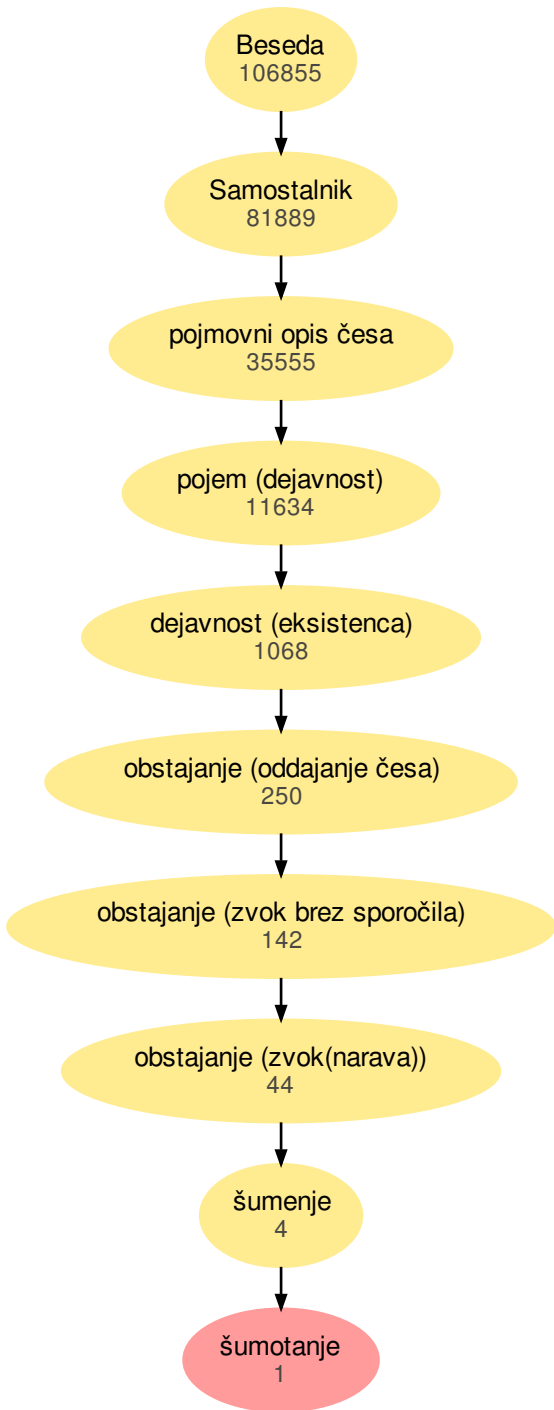 Beseda
106855
Samostalnik
81889
pojmovni opis česa
35555
pojem (dejavnost)
11634
dejavnost (eksistenca)
1068
obstajanje (oddajanje česa)
250
obstajanje (zvok brez sporočila)
142
obstajanje (zvok(narava))
44
šumenje
4
šumotanje
1